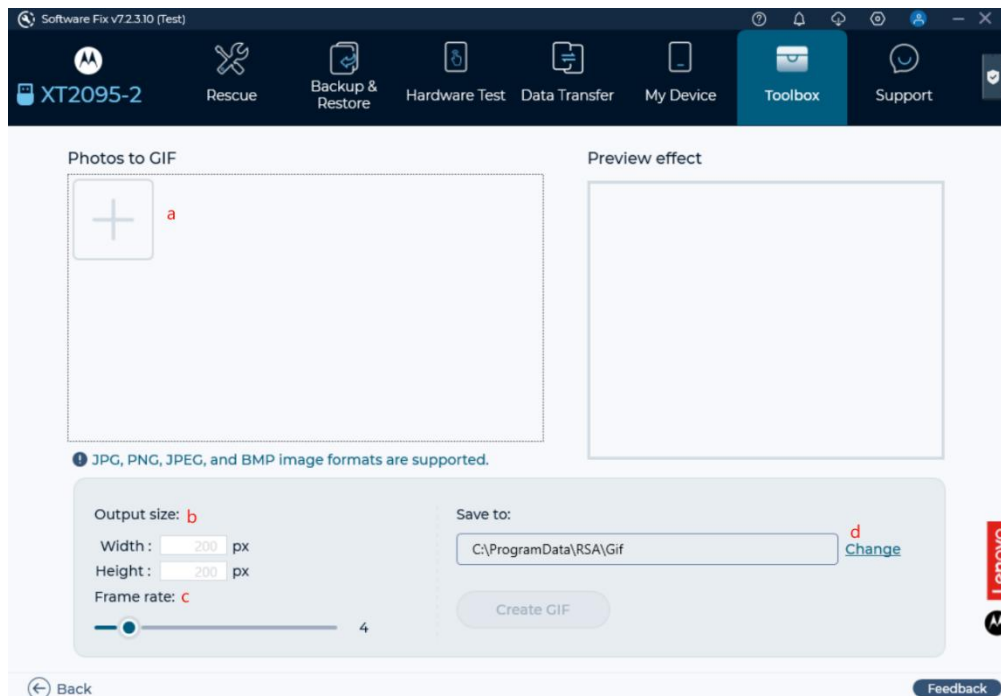 Software Fix v7.2.3.10 (Test)
XT2095-2
Rescue
Backup &
Restore
Hardware Test
Data Transfer
My Device
Toolbox
Support
Photos to GIF
Preview effect
a
JPG, PNG, JPEG, and BMP image formats are supported.
Output size: b
Width : 200 px
Height : 200 px
Frame rate: c
4
Save to:
C:\ProgramData\RSA\Gif
d
Change
Create GIF
Lenovo
Back
Feedback